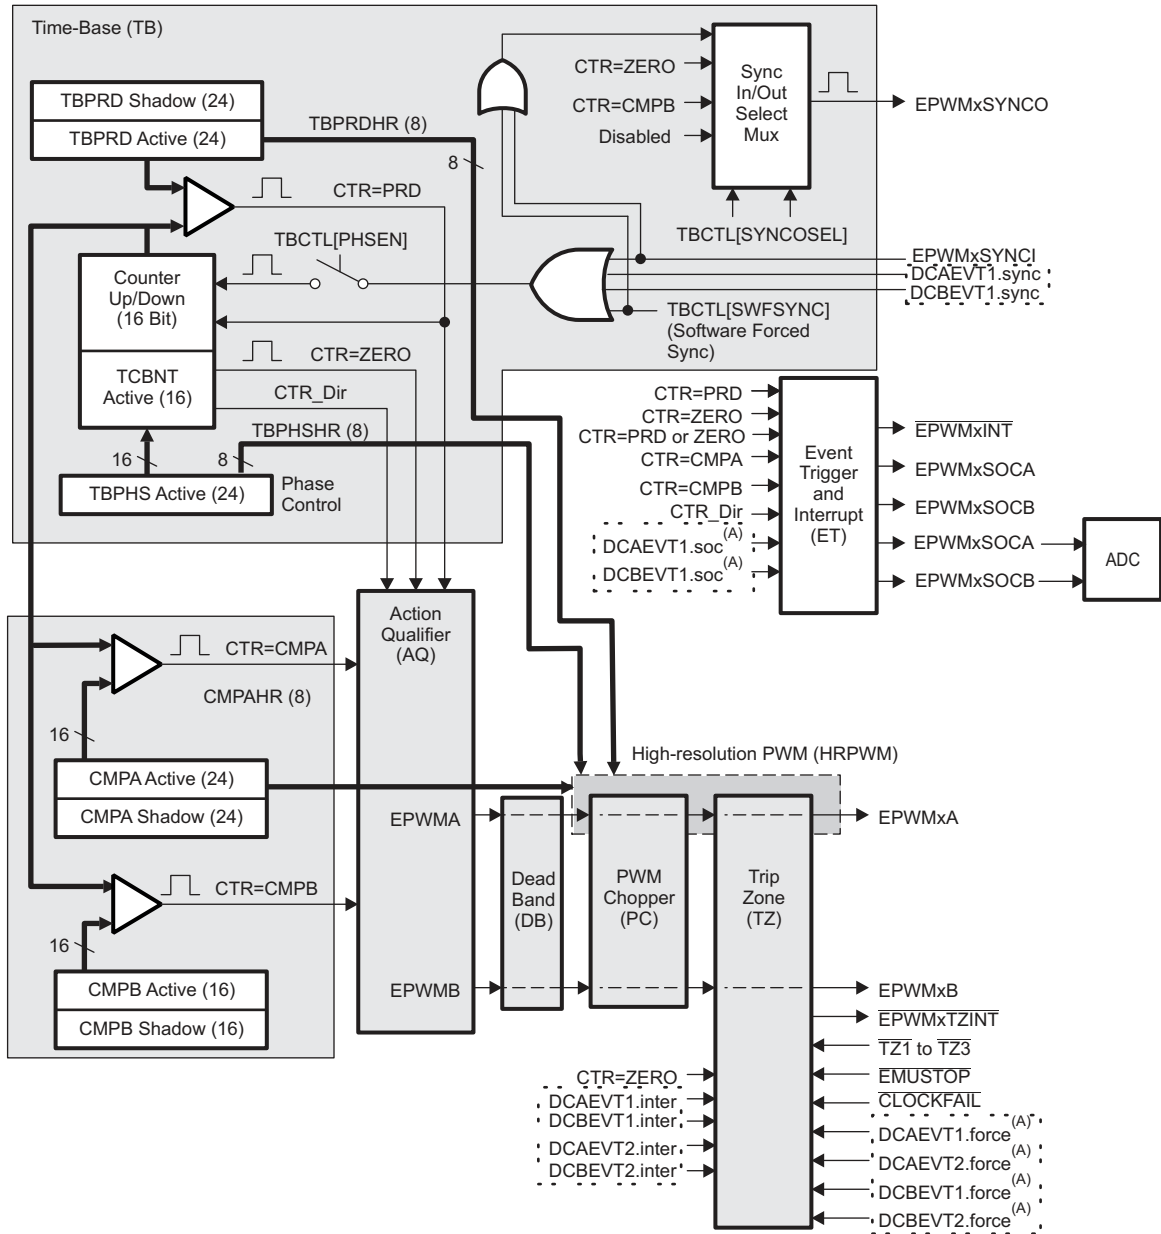 Time-Base (TB)
TBPRD Shadow (24)
TBPRD Active (24)
TBPRDHR (8)
8
CTR=PRD
CTR=ZERO
CTR=CMPB
Disabled
Sync
In/Out
Select
Mux
EPWMxSYNCO
TBCTL[SYNCOSEL]
TBCTL[PHSEN]
Counter
Up/Down
(16 Bit)
TCBNT
Active (16)
CTR=ZERO
CTR_Dir
EPWMxSYNCI
DCAEVT1.sync
DCBEVT1.sync
TBCTL[SWFSYNC]
(Software Forced
Sync)
TBPHSHR (8)
16
8
TBPHS Active (24)
Phase
Control
CTR=PRD
CTR=ZERO
CTR=PRD or ZERO
CTR=CMPA
CTR=CMPB
CTR_Dir
DCAEVT1.soc(A)
DCBEVT1.soc(A)
Event
Trigger
and
Interrupt
(ET)
EPWMxINT
EPWMxSOCA
EPWMxSOCB
EPWMxSOCA
EPWMxSOCB
ADC
Action
Qualifier
(AQ)
CTR=CMPA
CMPAHR (8)
16
CMPA Active (24)
CMPA Shadow (24)
CTR=CMPB
16
CMPB Active (16)
CMPB Shadow (16)
EPWMA
EPWMB
High-resolution PWM (HRPWM)
Dead
Band
(DB)
PWM
Chopper
(PC)
Trip
Zone
(TZ)
EPWMxA
EPWMxB
EPWMxTZINT
TZ1 to TZ3
EMUSTOP
CLOCKFAIL
DCAEVT1.force(A)
DCAEVT2.force(A)
DCBEVT1.force(A)
DCBEVT2.force(A)
CTR=ZERO
DCAEVT1.inter
DCBEVT1.inter
DCAEVT2.inter
DCBEVT2.inter